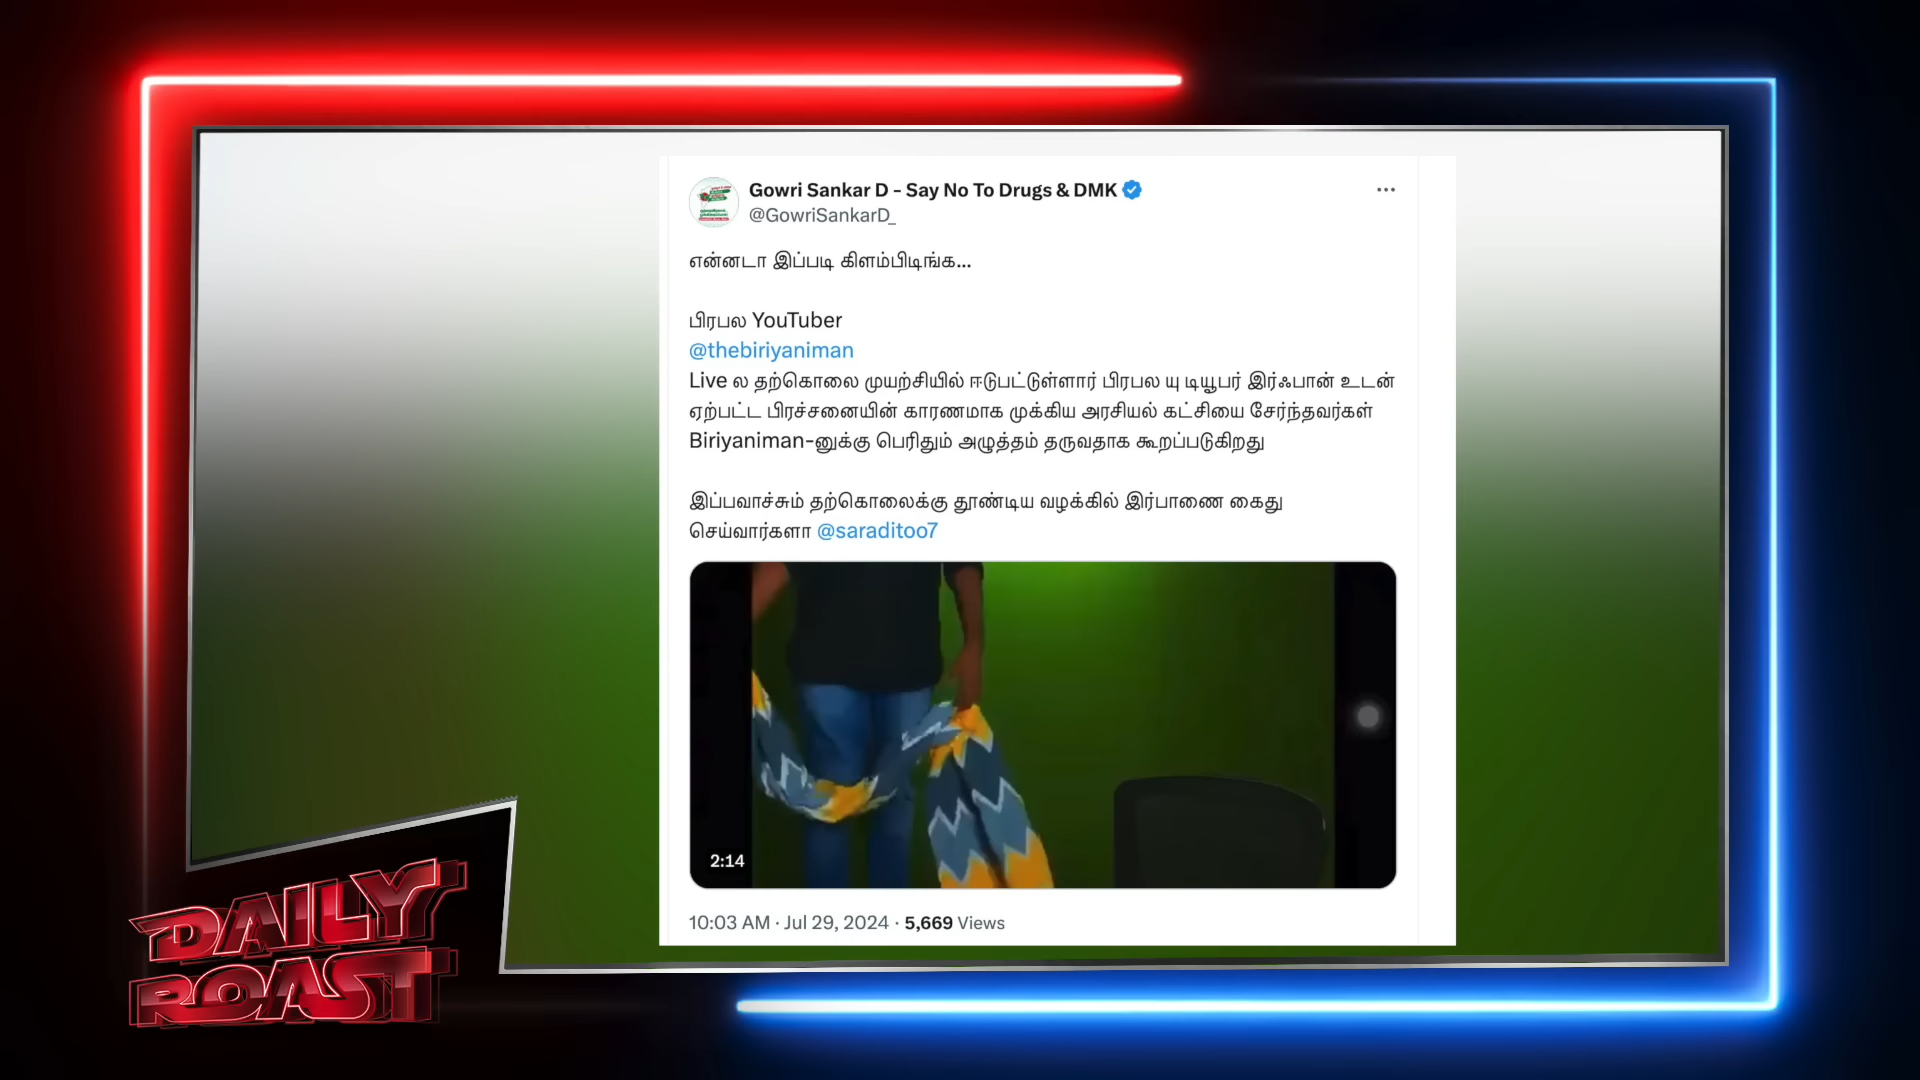 Gowri Sankar D - Say No To Drugs & DMK
@GowriSankarD_
என்னடா இப்படி கிளம்பிடிங்க...
பிரபல YouTuber
@thebiriyaniman
Live ல தற்கொலை முயற்சியில் ஈடுபட்டுள்ளார் பிரபல யு டியூபர் இர்ஃபான் உடன்
ஏற்பட்ட பிரச்சனையின் காரணமாக முக்கிய அரசியல் கட்சியை சேர்ந்தவர்கள்
Biriyaniman-னுக்கு பெரிதும் அழுத்தம் தருவதாக கூறப்படுகிறது
இப்பவாச்சும் தற்கொலைக்கு தூண்டிய வழக்கில் இர்பாணை கைது
செய்வார்களா @saraditoo7
2:14
10:03 AM · Jul 29, 2024 · 5,669 Views
DAILY
ROAST